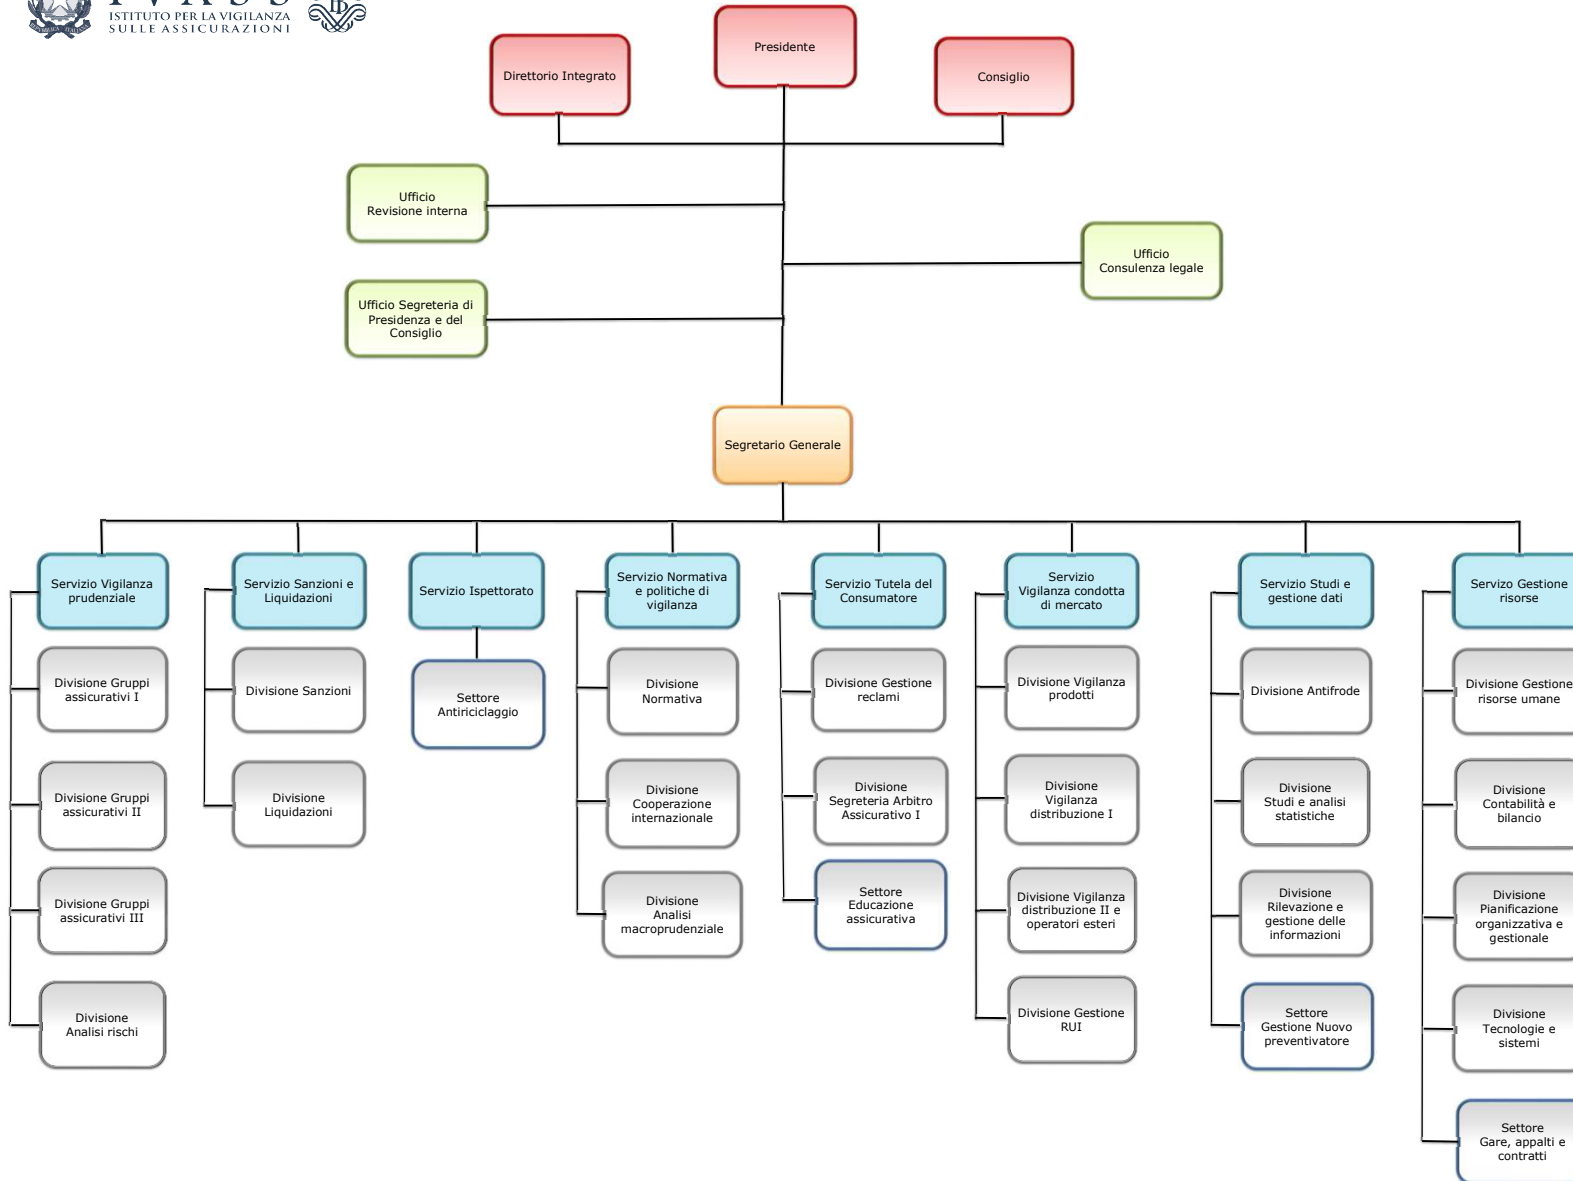 IVASS
ISTITUTO PER LA VIGILANZA
SULLE ASSICURAZIONI
Presidente
Direttorio Integrato
Consiglio
Ufficio
Revisione interna
Ufficio
Consulenza legale
Ufficio Segreteria di
Presidenza e del
Consiglio
Segretario Generale
Servizio Vigilanza
prudenziale
Servizio Sanzioni e
Liquidazioni
Servizio Ispettorato
Servizio Normativa
e politiche di
vigilanza
Servizio Tutela del
Consumatore
Servizio
Vigilanza condotta
di mercato
Servizio Studi e
gestione dati
Servizo Gestione
risorse
Divisione Gruppi
assicurativi I
Divisione Sanzioni
Settore
Antiriciclaggio
Divisione
Normativa
Divisione Gestione
reclami
Divisione Vigilanza
prodotti
Divisione Antifrode
Divisione Gestione
risorse umane
Divisione Gruppi
assicurativi II
Divisione
Liquidazioni
Divisione
Cooperazione
internazionale
Divisione
Segreteria Arbitro
Assicurativo I
Divisione
Vigilanza
distribuzione I
Divisione
Studi e analisi
statistiche
Divisione
Contabilità e
bilancio
Divisione Gruppi
assicurativi III
Divisione
Analisi
macroprudenziale
Settore
Educazione
assicurativa
Divisione Vigilanza
distribuzione II e
operatori esteri
Divisione
Rilevazione e
gestione delle
informazioni
Divisione
Pianificazione
organizzativa e
gestionale
Divisione
Analisi rischi
Divisione Gestione
RUI
Settore
Gestione Nuovo
preventivatore
Divisione
Tecnologie e
sistemi
Settore
Gare, appalti e
contratti